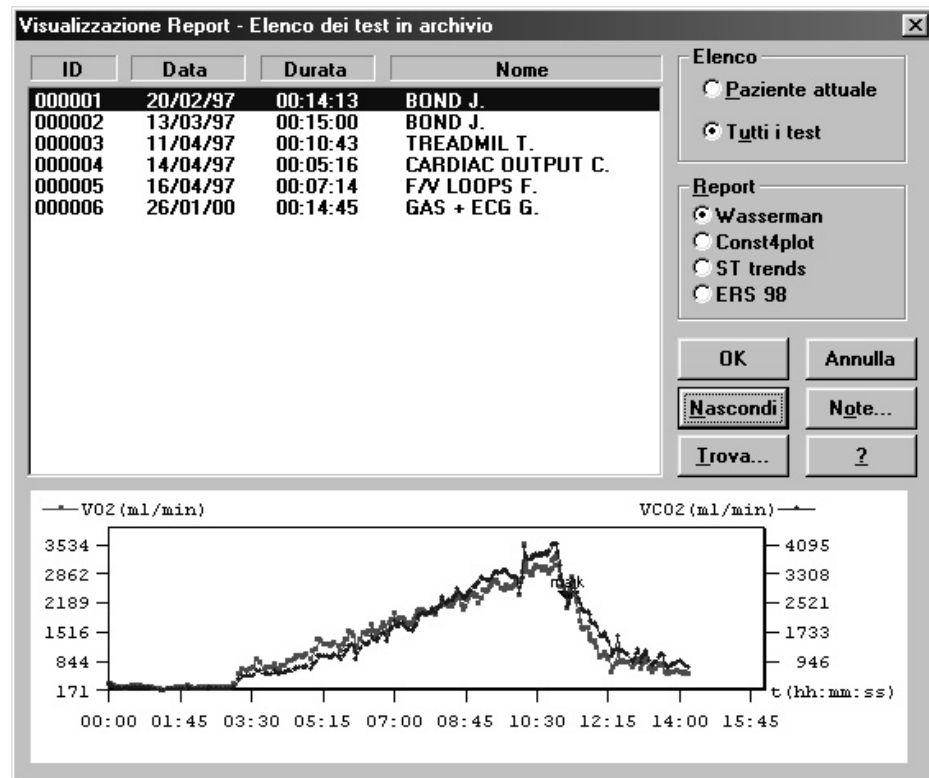 Visualizzazione Report - Elenco dei test in archivio
ID Data Durata Nome
000001 20/02/97 00:14:13 BOND J.
000002 13/03/97 00:15:00 BOND J.
000003 11/04/97 00:10:43 TREADMIL T.
000004 14/04/97 00:05:16 CARDIAC OUTPUT C.
000005 16/04/97 00:07:14 F/V LOOPS F.
000006 26/01/00 00:14:45 GAS + ECG G.
Elenco
Paziente attuale
Tutti i test
Report
Wasserman
Const4plot
ST trends
ERS 98
OK Annulla
Nascondi Note...
Trova... ?
VO2(ml/min) VCO2(ml/min)
3534 4095
2862 3308
mark
2189 2521
1516 1733
844 946
171 t(hh:mm:ss)
00:00 01:45 03:30 05:15 07:00 08:45 10:30 12:15 14:00 15:45